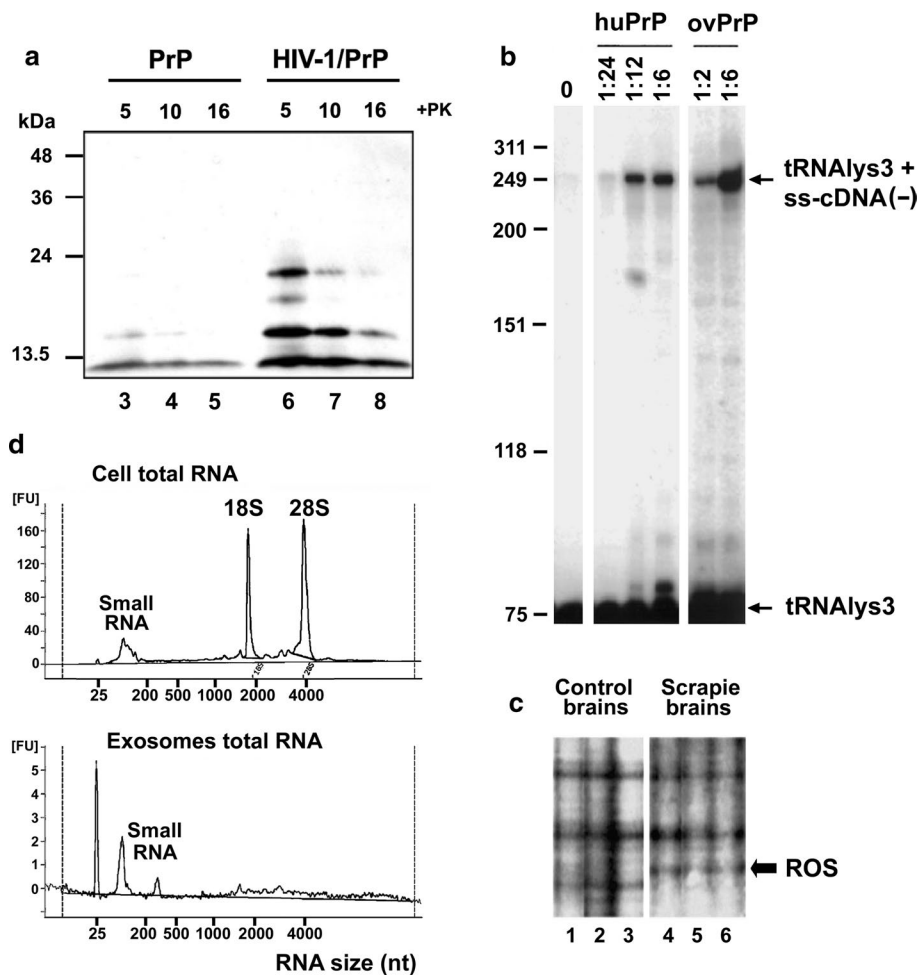 a
PrP
HIV-1/PrP
5 10 16 5 10 16 +PK
kDa
48
36
24
13.5
3 4 5 6 7 8
b
huPrP ovPrP
0 1:24 1:12 1:6 1:2 1:6
311
249
200
151
118
75
tRNAlys3 +
ss-cDNA(-)
tRNAlys3
c
Control
brains
Scrapie
brains
ROS
1 2 3 4 5 6
d
Cell total RNA
[FU]
18S 28S
160
120
80
40
0
Small
RNA
18S 28S
25 200 500 1000 2000 4000
Exosomes total RNA
[FU]
5
4
3
2
1
0
Small
RNA
25 200 500 1000 2000 4000
RNA size (nt)